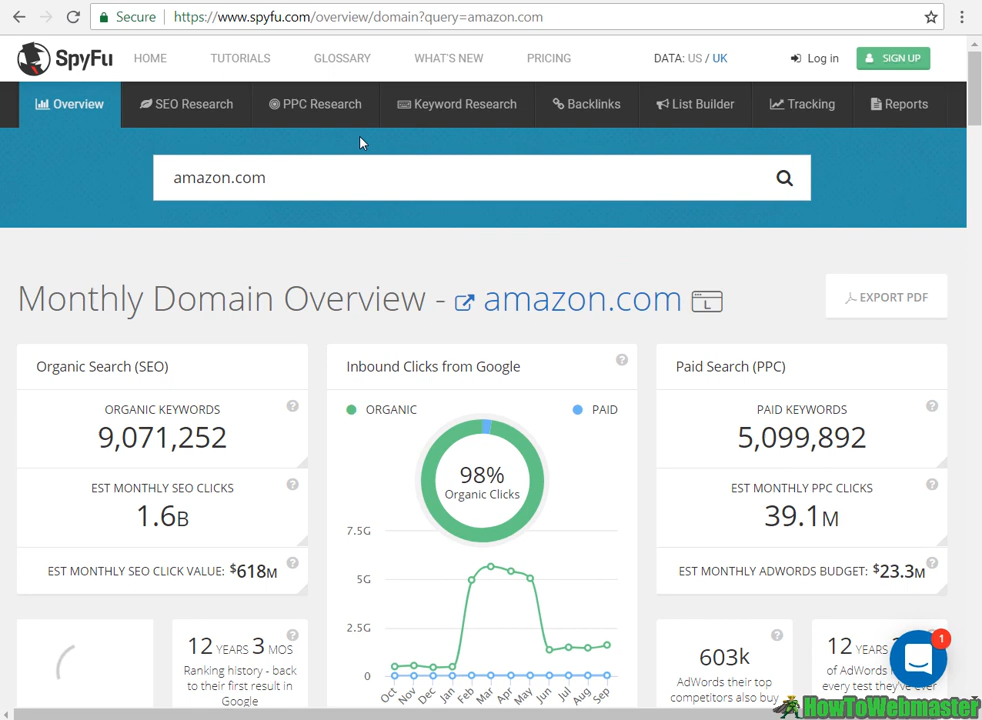 Secure https://www.spyfu.com/overview/domain?query=amazon.com
SpyFu HOME TUTORIALS GLOSSARY WHAT'S NEW PRICING DATA: US / UK Log in SIGN UP
Overview SEO Research PPC Research Keyword Research Backlinks List Builder Tracking Reports
amazon.com
Monthly Domain Overview - amazon.com
EXPORT PDF
Organic Search (SEO)
ORGANIC KEYWORDS ?
9,071,252
EST MONTHLY SEO CLICKS ?
1.6B
EST MONTHLY SEO CLICK VALUE: $618M ?
12 YEARS 3 MOS ?
Ranking history - back
to their first result in
Google
Inbound Clicks from Google ?
ORGANIC PAID
98%
Organic Clicks
7.5G
5G
2.5G
0
Oct Nov Dec Jan Feb Mar Apr May Jun Jul Aug Sep
Paid Search (PPC)
PAID KEYWORDS ?
5,099,892
EST MONTHLY PPC CLICKS ?
39.1M
EST MONTHLY ADWORDS BUDGET: $23.3M ?
603k ?
AdWords their top
competitors also buy
12 YEARS
of AdWords
every test they've
1
HowToWebmaster